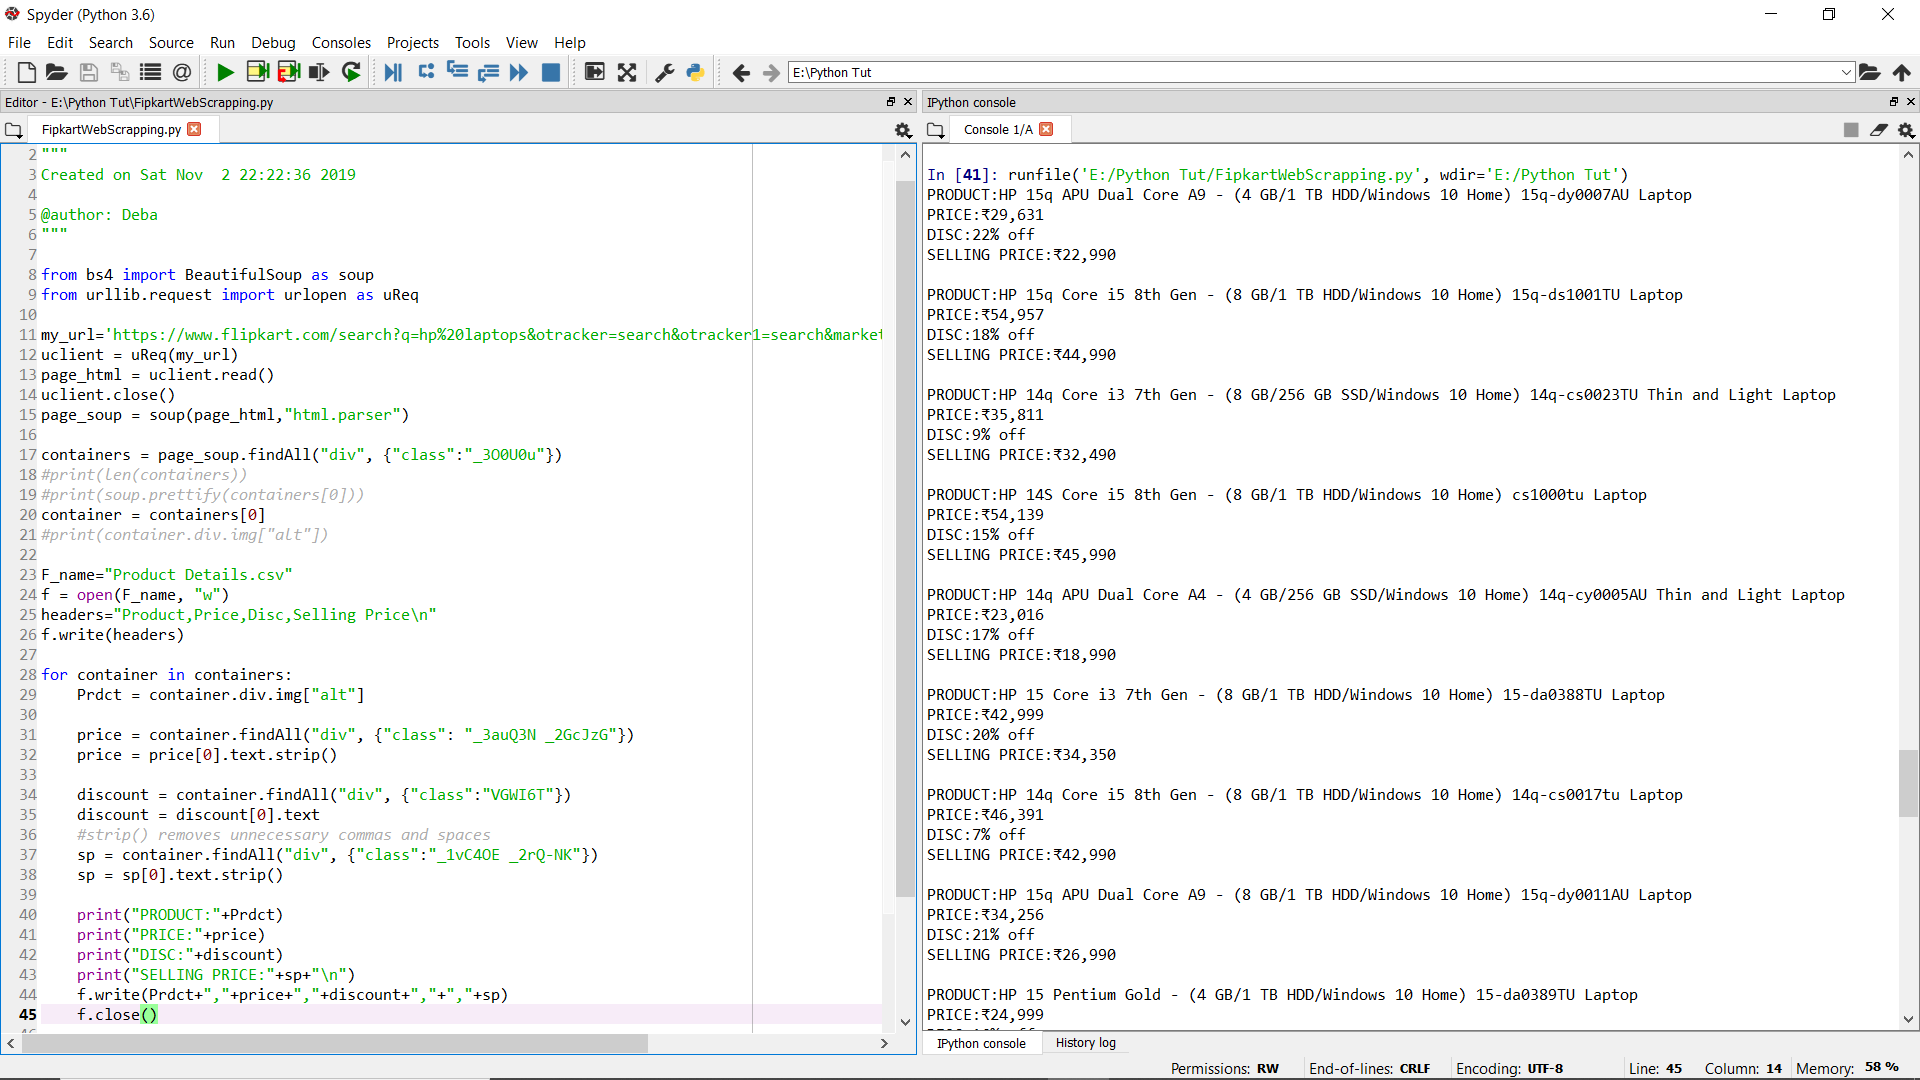 Spyder (Python 3.6)
File Edit Search Source Run Debug Consoles Projects Tools View Help
E:\Python Tut
Editor - E:\Python Tut\FipkartWebScrapping.py
FipkartWebScrapping.py
2 """
3 Created on Sat Nov  2 22:22:36 2019
4
5 @author: Deba
6 """
7
8 from bs4 import BeautifulSoup as soup
9 from urllib.request import urlopen as uReq
10
11 my_url='https://www.flipkart.com/search?q=hp%20laptops&otracker=search&otracker1=search&market
12 uclient = uReq(my_url)
13 page_html = uclient.read()
14 uclient.close()
15 page_soup = soup(page_html,"html.parser")
16
17 containers = page_soup.findAll("div", {"class":"_3O0U0u"})
18 #print(len(containers))
19 #print(soup.prettify(containers[0]))
20 container = containers[0]
21 #print(container.div.img["alt"])
22
23 F_name="Product Details.csv"
24 f = open(F_name, "w")
25 headers="Product,Price,Disc,Selling Price\n"
26 f.write(headers)
27
28 for container in containers:
29     Prdct = container.div.img["alt"]
30
31     price = container.findAll("div", {"class": "_3auQ3N _2GcJzG"})
32     price = price[0].text.strip()
33
34     discount = container.findAll("div", {"class":"VGWI6T"})
35     discount = discount[0].text
36     #strip() removes unnecessary commas and spaces
37     sp = container.findAll("div", {"class":"_1vC4OE _2rQ-NK"})
38     sp = sp[0].text.strip()
39
40     print("PRODUCT:"+Prdct)
41     print("PRICE:"+price)
42     print("DISC:"+discount)
43     print("SELLING PRICE:"+sp+"\n")
44     f.write(Prdct+","+price+","+discount+","+","+sp)
45     f.close()
IPython console
Console 1/A
In [41]: runfile('E:/Python Tut/FipkartWebScrapping.py', wdir='E:/Python Tut')
PRODUCT:HP 15q APU Dual Core A9 - (4 GB/1 TB HDD/Windows 10 Home) 15q-dy0007AU Laptop
PRICE:₹29,631
DISC:22% off
SELLING PRICE:₹22,990
PRODUCT:HP 15q Core i5 8th Gen - (8 GB/1 TB HDD/Windows 10 Home) 15q-ds1001TU Laptop
PRICE:₹54,957
DISC:18% off
SELLING PRICE:₹44,990
PRODUCT:HP 14q Core i3 7th Gen - (8 GB/256 GB SSD/Windows 10 Home) 14q-cs0023TU Thin and Light Laptop
PRICE:₹35,811
DISC:9% off
SELLING PRICE:₹32,490
PRODUCT:HP 14S Core i5 8th Gen - (8 GB/1 TB HDD/Windows 10 Home) cs1000tu Laptop
PRICE:₹54,139
DISC:15% off
SELLING PRICE:₹45,990
PRODUCT:HP 14q APU Dual Core A4 - (4 GB/256 GB SSD/Windows 10 Home) 14q-cy0005AU Thin and Light Laptop
PRICE:₹23,016
DISC:17% off
SELLING PRICE:₹18,990
PRODUCT:HP 15 Core i3 7th Gen - (8 GB/1 TB HDD/Windows 10 Home) 15-da0388TU Laptop
PRICE:₹42,999
DISC:20% off
SELLING PRICE:₹34,350
PRODUCT:HP 14q Core i5 8th Gen - (8 GB/1 TB HDD/Windows 10 Home) 14q-cs0017tu Laptop
PRICE:₹46,391
DISC:7% off
SELLING PRICE:₹42,990
PRODUCT:HP 15q APU Dual Core A9 - (8 GB/1 TB HDD/Windows 10 Home) 15q-dy0011AU Laptop
PRICE:₹34,256
DISC:21% off
SELLING PRICE:₹26,990
PRODUCT:HP 15 Pentium Gold - (4 GB/1 TB HDD/Windows 10 Home) 15-da0389TU Laptop
PRICE:₹24,999
IPython console History log
Permissions: RW End-of-lines: CRLF Encoding: UTF-8 Line: 45 Column: 14 Memory: 58 %